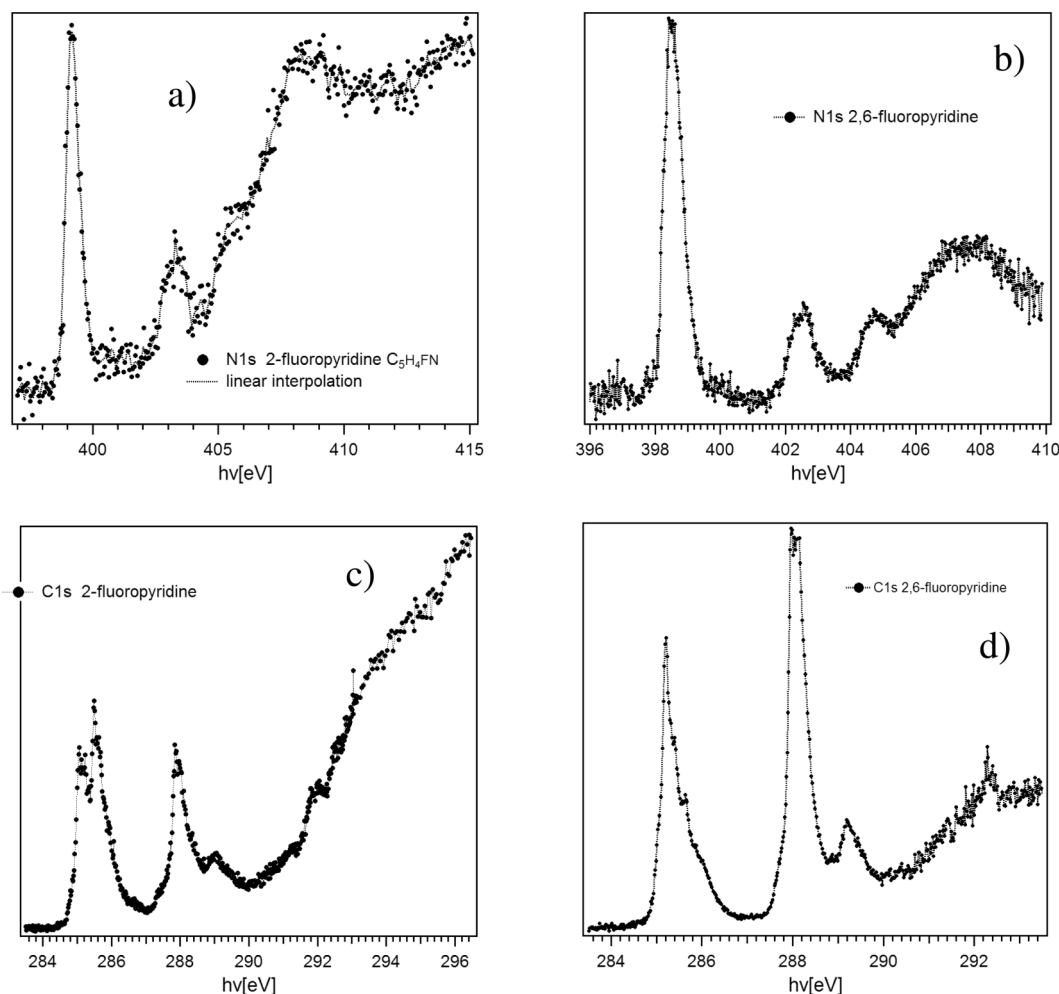 a)
N1s 2-fluoropyridine C₅H₄FN
linear interpolation
400 405 410 415
hv[eV]
b)
N1s 2,6-fluoropyridine
396 398 400 402 404 406 408 410
hv[eV]
c)
C1s 2-fluoropyridine
284 286 288 290 292 294 296
hv[eV]
d)
C1s 2,6-fluoropyridine
284 286 288 290 292
hv[eV]